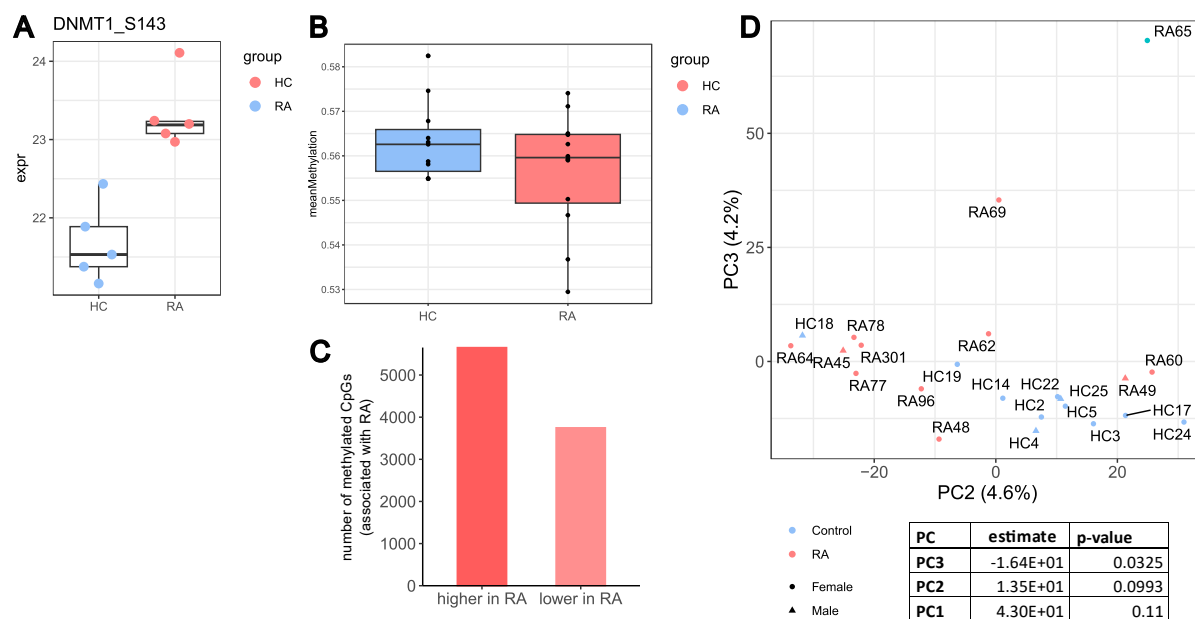 A
DNMT1_S143
expr
24
23
22
HC
RA
group
HC
RA
B
meanMethylation
0.58
0.57
0.56
0.55
0.54
0.53
HC
RA
group
HC
RA
C
number of methylated CpGs
(associated with RA)
5000
4000
3000
2000
1000
0
higher in RA
lower in RA
D
PC3 (4.2%)
50
25
0
RA65
RA69
HC18
RA78
RA64
RA45
RA301
RA62
RA60
RA77
HC19
RA96
HC14
HC22
HC25
RA49
HC2
HC5
HC17
RA48
HC4
HC3
HC24
−20
0
20
PC2 (4.6%)
Control
RA
Female
Male
PC estimate p-value
PC3 -1.64E+01 0.0325
PC2 1.35E+01 0.0993
PC1 4.30E+01 0.11